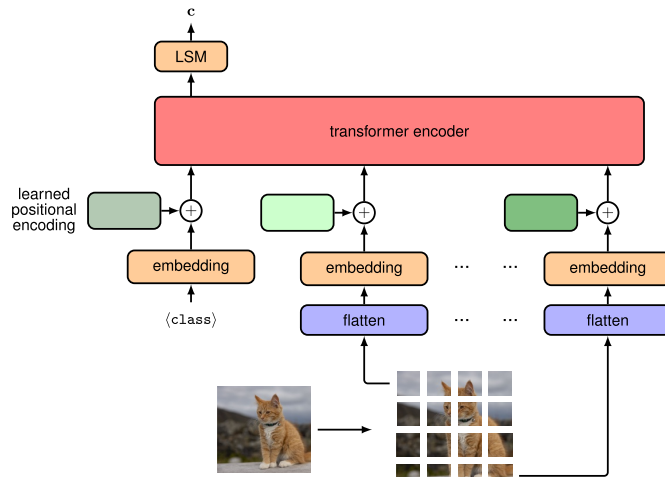 c
LSM
transformer encoder
learned
positional
encoding
+
+
+
embedding
embedding
...
...
embedding
⟨class⟩
flatten
...
...
flatten